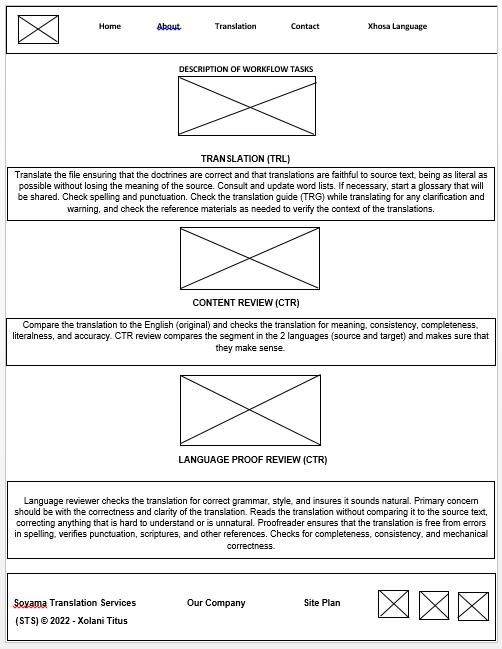 Home About Translation Contact Xhosa Language
DESCRIPTION OF WORKFLOW TASKS
TRANSLATION (TRL)
Translate the file ensuring that the doctrines are correct and that translations are faithful to source text, being as literal as
possible without losing the meaning of the source. Consult and update word lists. If necessary, start a glossary that will
be shared. Check spelling and punctuation. Check the translation guide (TRG) while translating for any clarification and
warning, and check the reference materials as needed to verify the context of the translations.
CONTENT REVIEW (CTR)
Compare the translation to the English (original) and checks the translation for meaning, consistency, completeness,
literalness, and accuracy. CTR review compares the segment in the 2 languages (source and target) and makes sure that
they make sense.
LANGUAGE PROOF REVIEW (CTR)
Language reviewer checks the translation for correct grammar, style, and insures it sounds natural. Primary concern
should be with the correctness and clarity of the translation. Reads the translation without comparing it to the source text,
correcting anything that is hard to understand or is unnatural. Proofreader ensures that the translation is free from errors
in spelling, verifies punctuation, scriptures, and other references. Checks for completeness, consistency, and mechanical
correctness.
Soyama Translation Services Our Company Site Plan
(STS) © 2022 - Xolani Titus